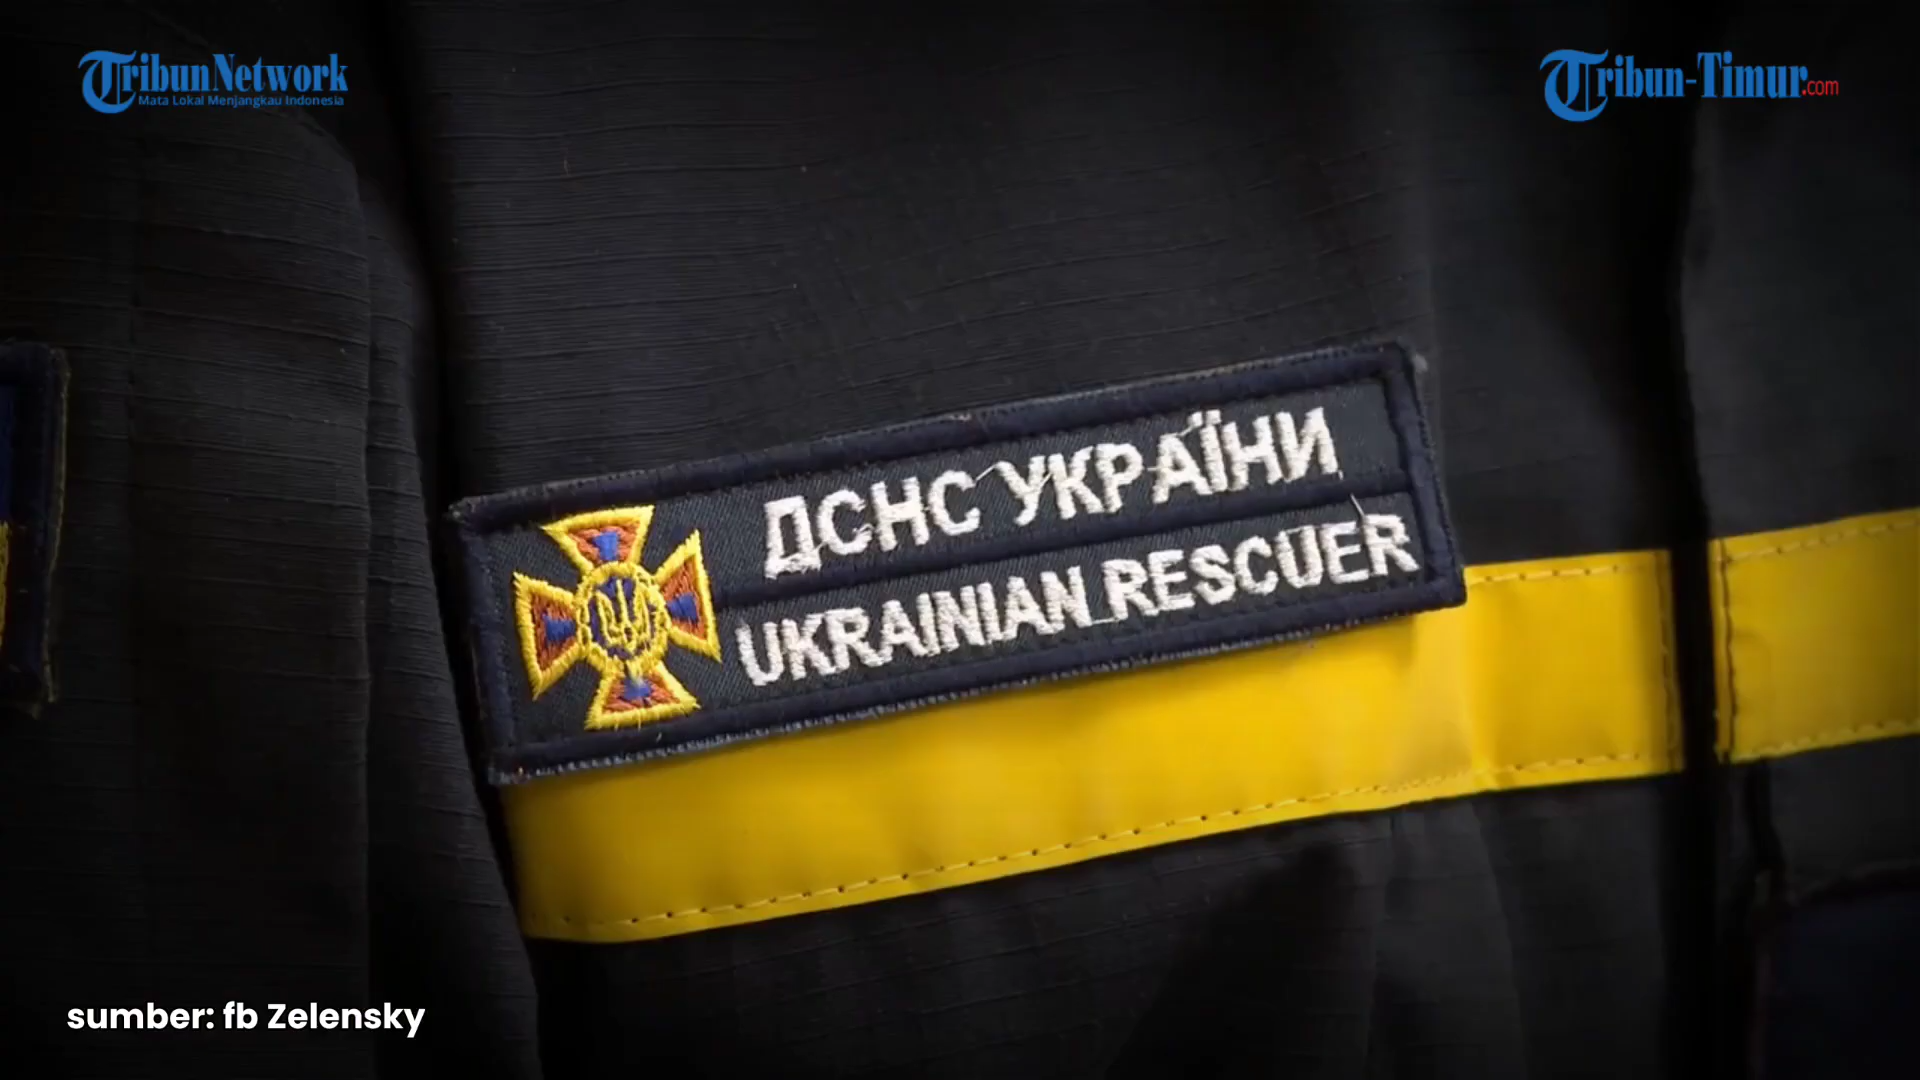 TribunNetwork
Mata Lokal Menjangkau Indonesia
Tribun-Timur.com
ДСНС УКРАЇНИ
UKRAINIAN RESCUER
sumber: fb Zelensky